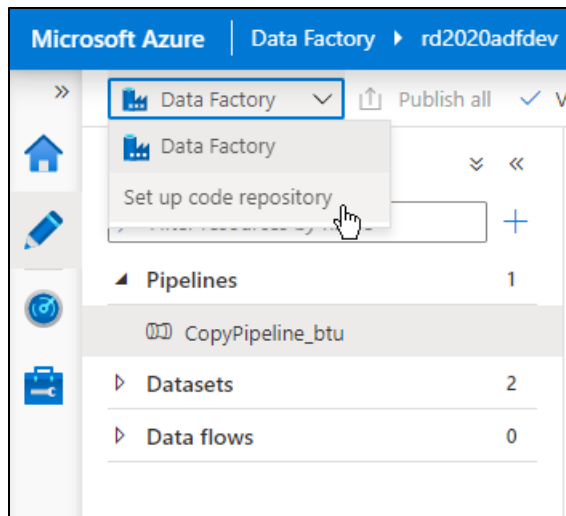 Microsoft Azure Data Factory rd2020adfdev
Data Factory Publish all V
Data Factory
Set up code repository
Pipelines 1
CopyPipeline_btu
Datasets 2
Data flows 0